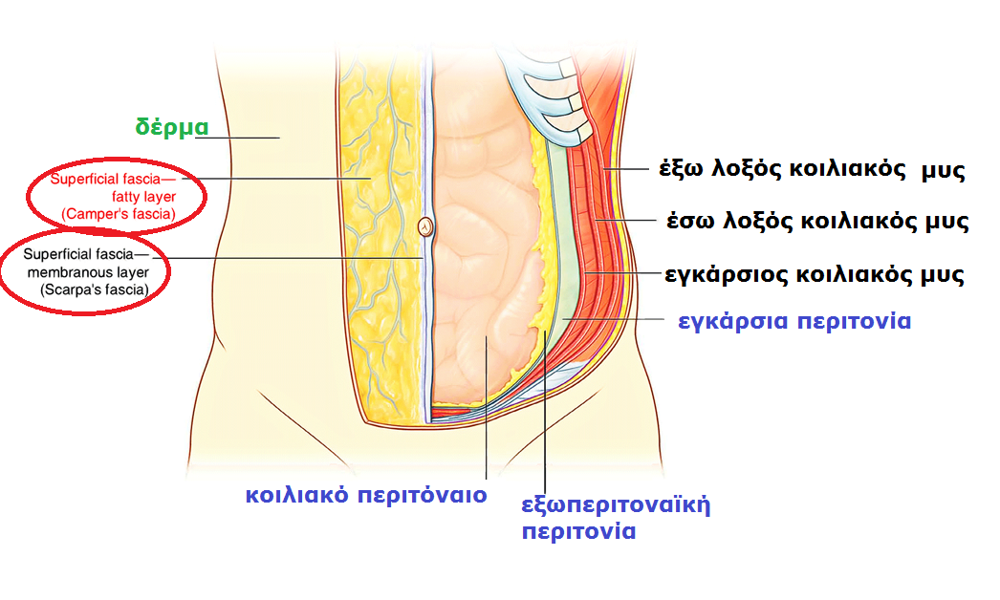 δέρμα
Superficial fascia—
fatty layer
(Camper's fascia)
Superficial fascia—
membranous layer
(Scarpa's fascia)
έξω λοξός κοιλιακός μυς
έσω λοξός κοιλιακός μυς
εγκάρσιος κοιλιακός μυς
εγκάρσια περιτονία
κοιλιακό περιτόναιο
εξωπεριτοναϊκή
περιτονία